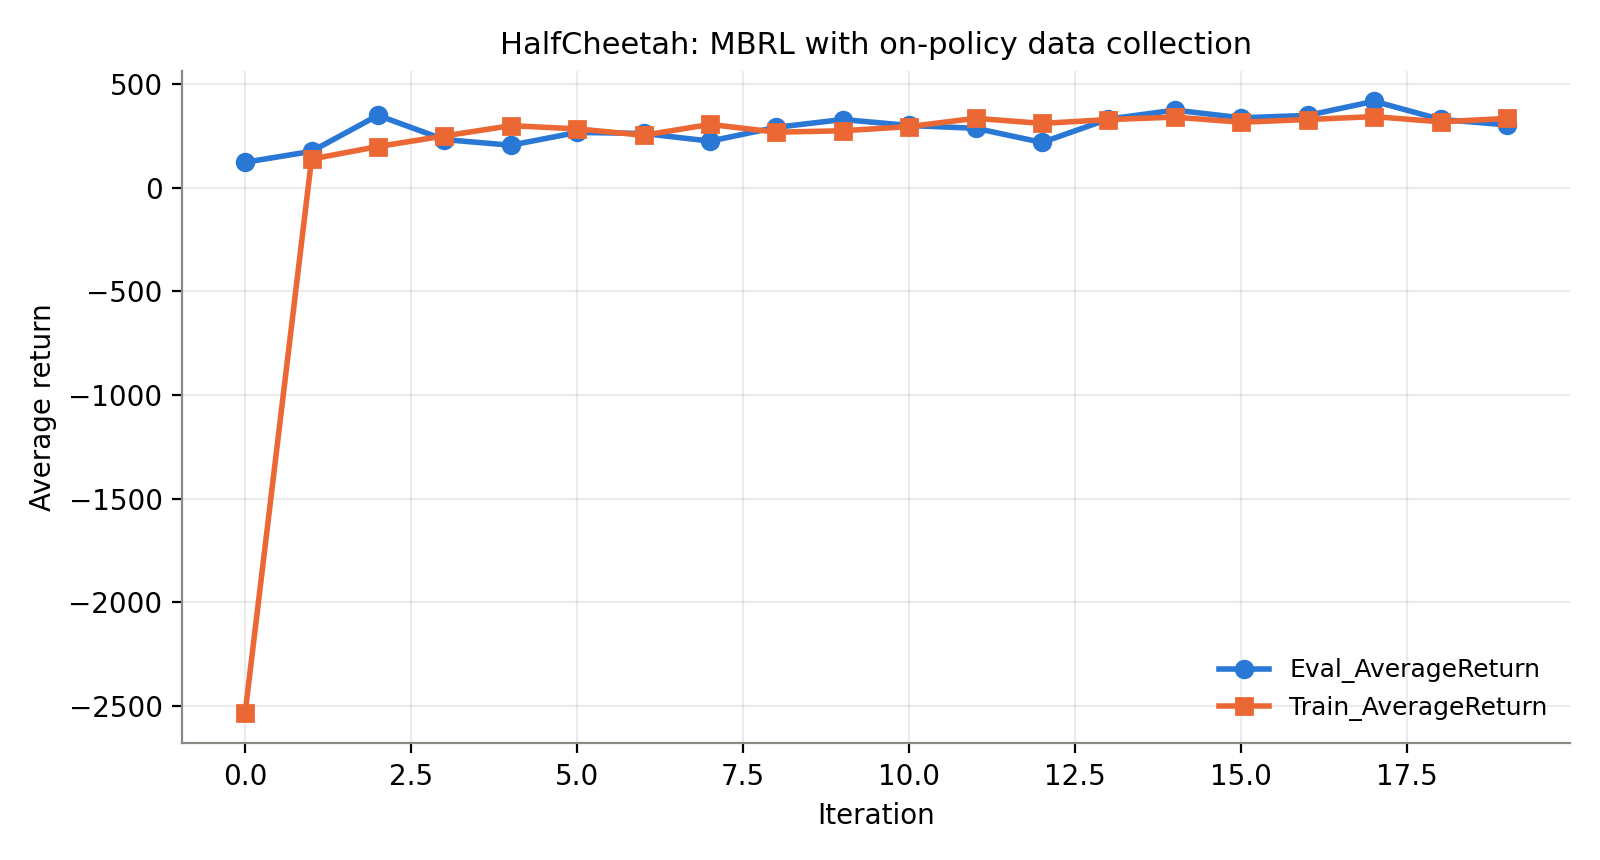 HalfCheetah: MBRL with on-policy data collection
Average return
500
0
−500
−1000
−1500
−2000
−2500
Eval_AverageReturn
Train_AverageReturn
0.0 2.5 5.0 7.5 10.0 12.5 15.0 17.5
Iteration